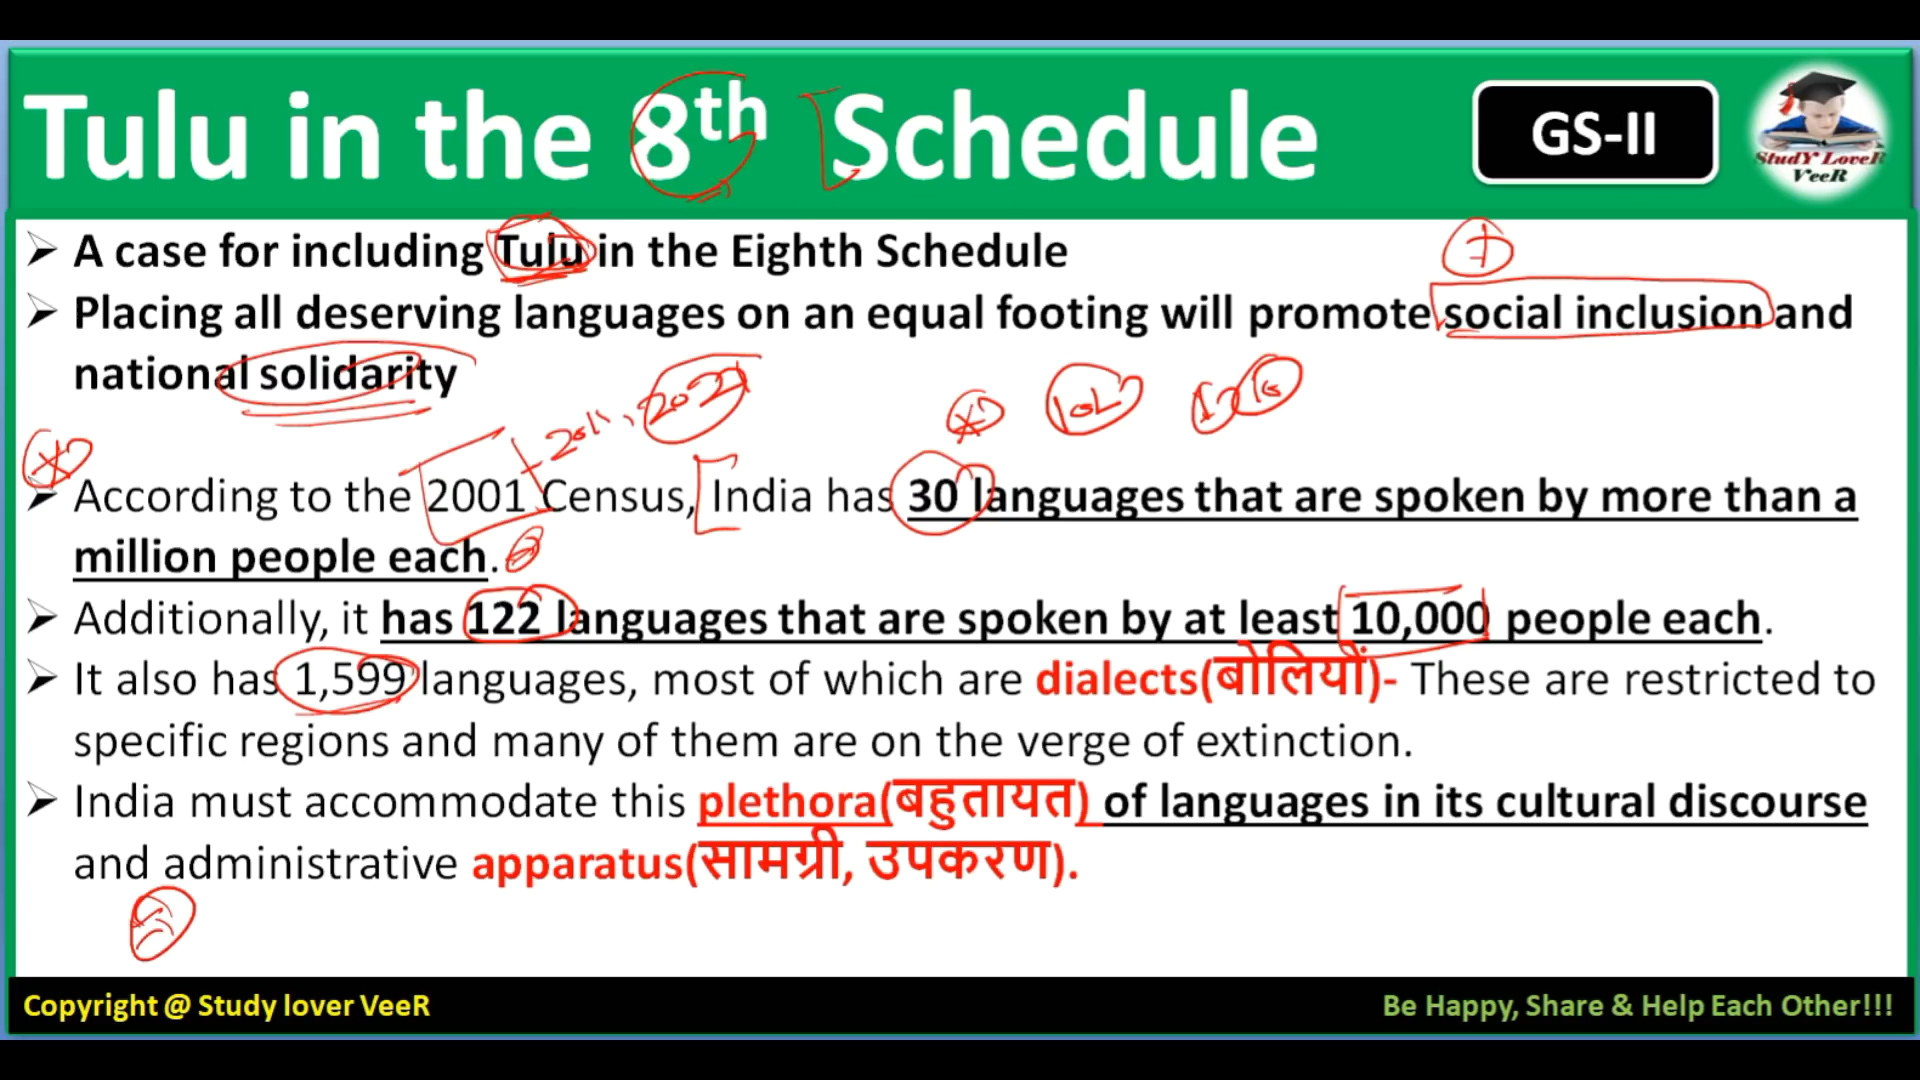 Tulu in the 8th Schedule
GS-II
StudY LoveR
VeeR
➢ A case for including Tulu in the Eighth Schedule
➢ Placing all deserving languages on an equal footing will promote social inclusion and
national solidarity
2011, 2021
➢ According to the 2001 Census, India has 30 languages that are spoken by more than a
million people each.
➢ Additionally, it has 122 languages that are spoken by at least 10,000 people each.
➢ It also has 1,599 languages, most of which are dialects(बोलियों)- These are restricted to
specific regions and many of them are on the verge of extinction.
➢ India must accommodate this plethora(बहुतायत) of languages in its cultural discourse
and administrative apparatus(सामग्री, उपकरण).
Copyright @ Study lover VeeR
Be Happy, Share & Help Each Other!!!